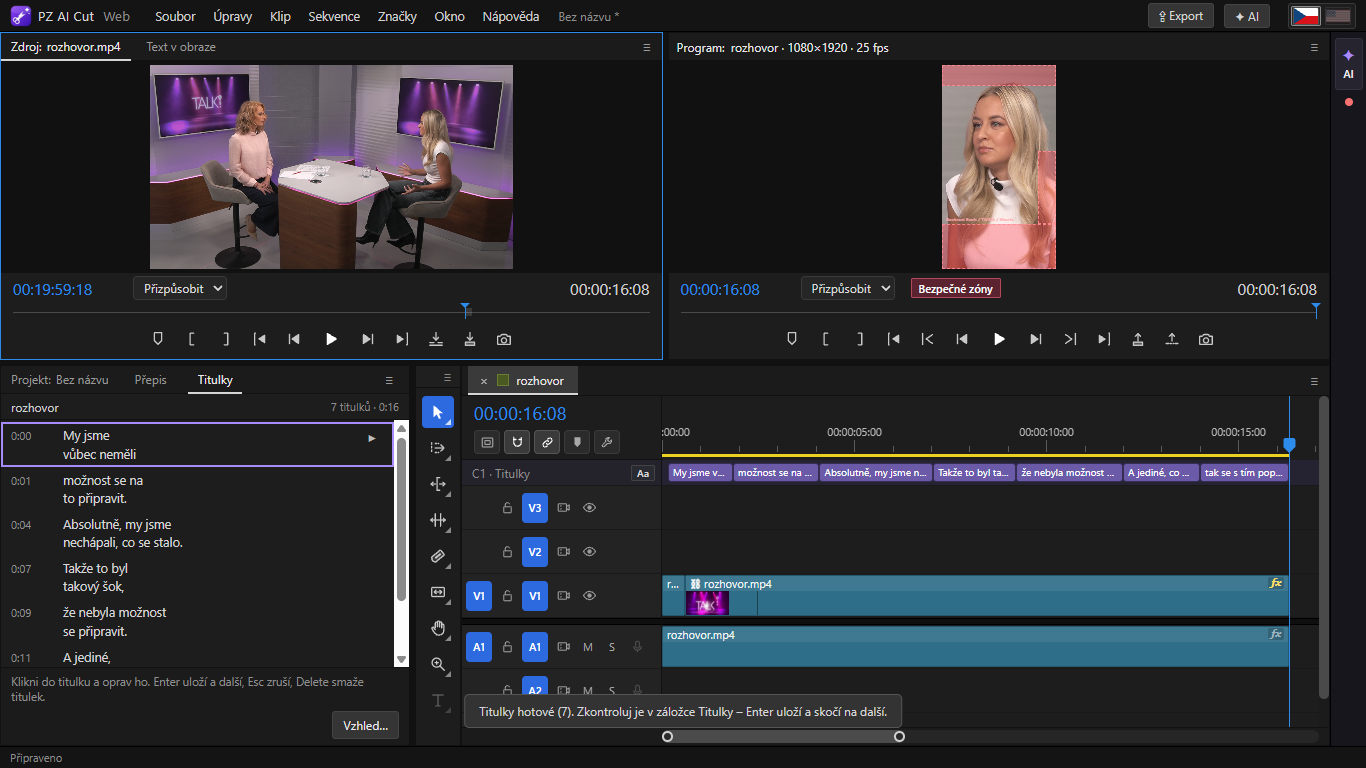 PZ AI Cut Web Soubor Úpravy Klip Sekvence Značky Okno Nápověda Bez názvu * Export AI
Zdroj: rozhovor.mp4 Text v obraze
Program: rozhovor · 1080×1920 · 25 fps
AI
TALK
00:19:59:18 Přizpůsobit 00:00:16:08
00:00:16:08 Přizpůsobit Bezpečné zóny 00:00:16:08
Projekt: Bez názvu Přepis Titulky
rozhovor 7 titulků · 0:16
0:00 My jsme
vůbec neměli
0:01 možnost se na
to připravit.
0:04 Absolutně, my jsme
nechápali, co se stalo.
0:07 Takže to byl
takový šok,
0:09 že nebyla možnost
se připravit.
0:11 A jediné,
Klikni do titulku a oprav ho. Enter uloží a další, Esc zruší, Delete smaže
titulek.
Vzhled...
× rozhovor
00:00:16:08
:00:00 00:00:05:00 00:00:10:00 00:00:15:00
C1 · Titulky Aa
My jsme v... možnost se na ... Absolutně, my jsme n... Takže to byl ta... že nebyla možnost ... A jediné, co ... tak se s tím pop...
V3
V2
V1 V1 r... rozhovor.mp4 fx
TALK
A1 A1 M S rozhovor.mp4 fx
A2 M S
T
Titulky hotové (7). Zkontroluj je v záložce Titulky – Enter uloží a skočí na další.
Připraveno